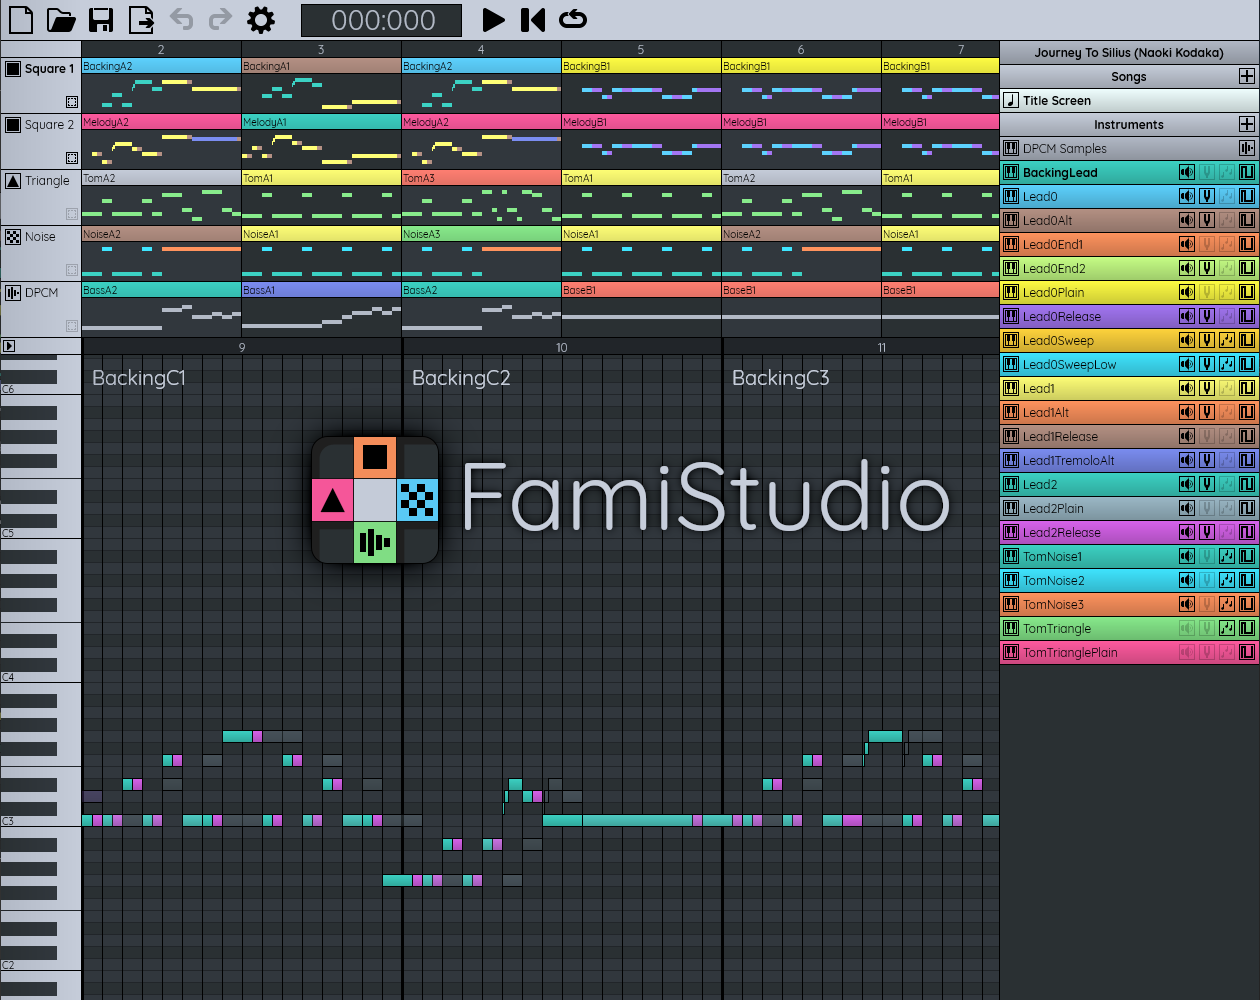 000:000
2 3 4 5 6 7
Square 1 BackingA2 BackingA1 BackingA2 BackingB1 BackingB1 BackingB1
Square 2 MelodyA2 MelodyA1 MelodyA2 MelodyB1 MelodyB1 MelodyB1
Triangle TomA2 TomA1 TomA3 TomA1 TomA2 TomA1
Noise NoiseA2 NoiseA1 NoiseA3 NoiseA1 NoiseA2 NoiseA1
DPCM BassA2 BassA1 BassA2 BaseB1 BaseB1 BaseB1
9 10 11
BackingC1 BackingC2 BackingC3
C6
C5
C4
C3
C2
FamiStudio
Journey To Silius (Naoki Kodaka)
Songs
Title Screen
Instruments
DPCM Samples
BackingLead
Lead0
Lead0Alt
Lead0End1
Lead0End2
Lead0Plain
Lead0Release
Lead0Sweep
Lead0SweepLow
Lead1
Lead1Alt
Lead1Release
Lead1TremoloAlt
Lead2
Lead2Plain
Lead2Release
TomNoise1
TomNoise2
TomNoise3
TomTriangle
TomTrianglePlain